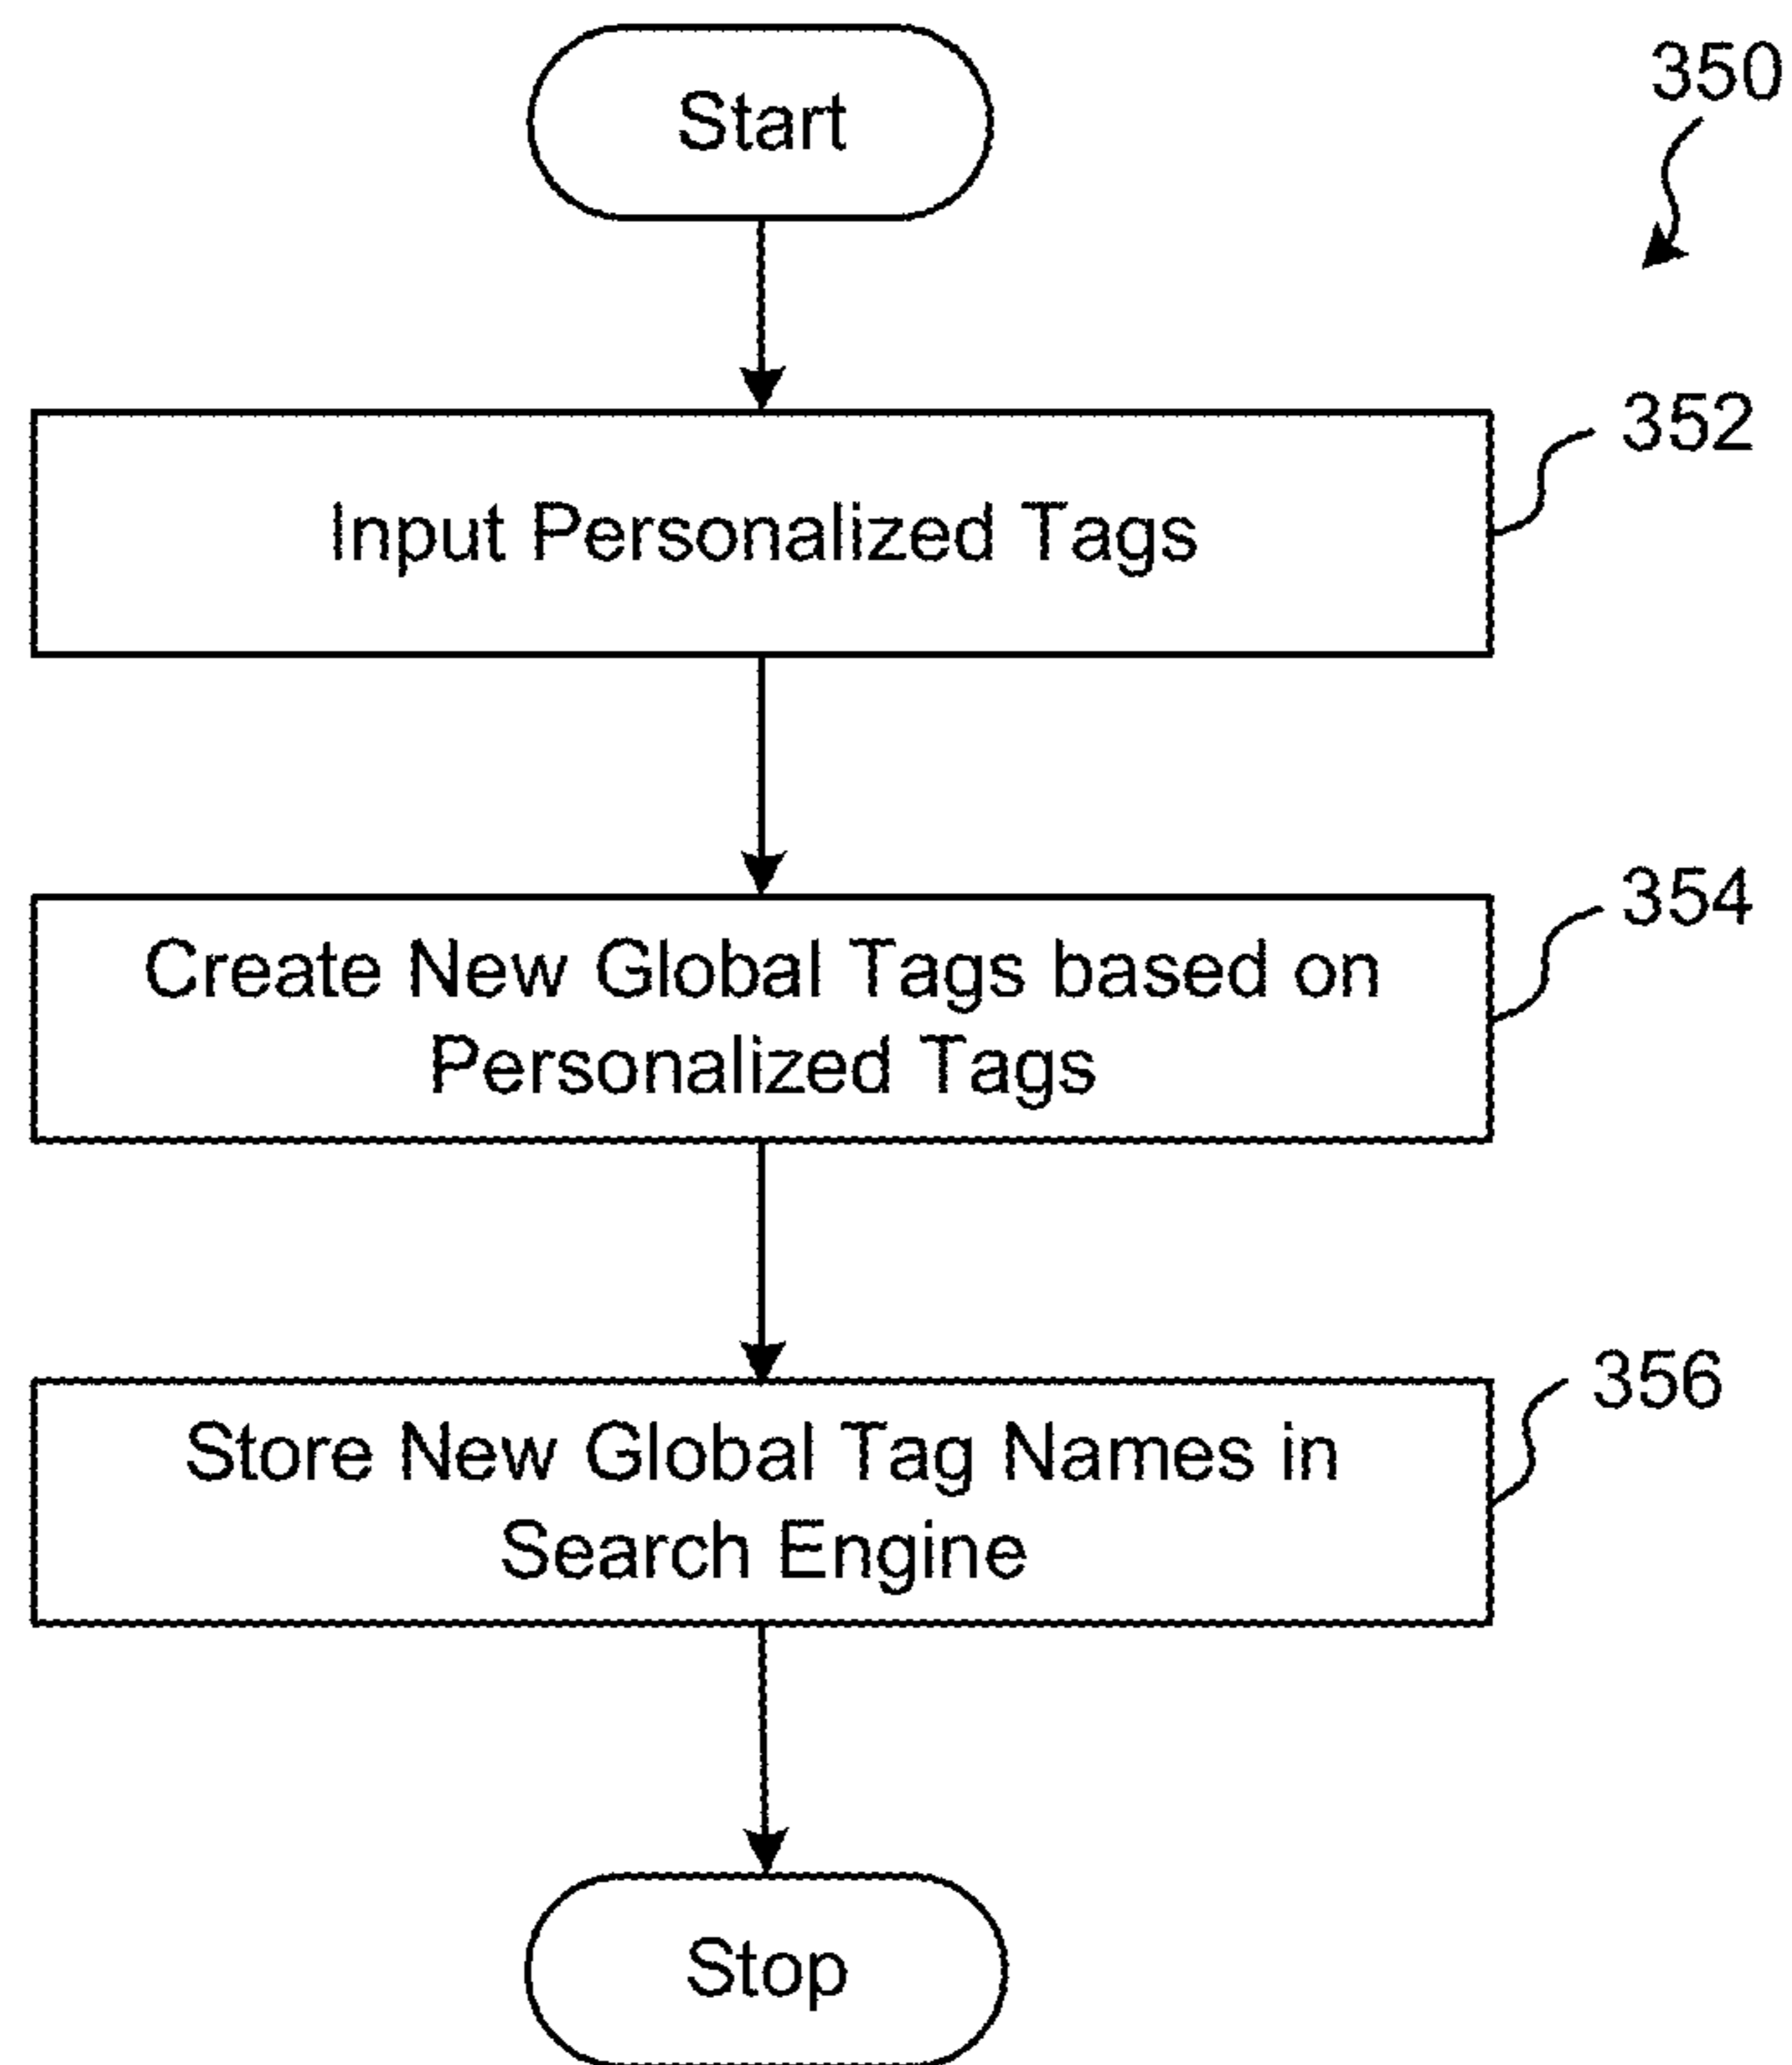 Start
350
Input Personalized Tags
352
Create New Global Tags based on
Personalized Tags
354
Store New Global Tag Names in
Search Engine
356
Stop